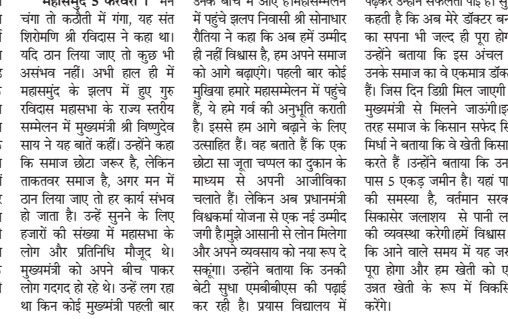 महासमुंद 5 फरवरी । मन
चंगा तो कठौती में गंगा, यह संत
शिरोमणि श्री रविदास ने कहा था।
यदि ठान लिया जाए तो कुछ भी
असंभव नहीं। अभी हाल ही में
महासमुंद के झलप में हुए गुरु
रविदास महासभा के राज्य स्तरीय
सम्मेलन में मुख्यमंत्री श्री विष्णुदेव
साय ने यह बातें कहीं। उन्होंने कहा
कि समाज छोटा जरूर है, लेकिन
ताकतवर समाज है, अगर मन में
ठान लिया जाए तो हर कार्य संभव
हो जाता है। उन्हें सुनने के लिए
हजारों की संख्या में महासभा के
लोग और प्रतिनिधि मौजूद थे।
मुख्यमंत्री को अपने बीच पाकर
लोग गदगद हो रहे थे। उन्हें लग रहा
था किन कोई मुख्य्मंत्री पहली बार
उनके बीच में आए है।महासम्मेलन
में पहुंचे झलप निवासी श्री सोनाधार
रौतिया ने कहा कि अब हमें उम्मीद
ही नहीं विश्वास है, हम अपने समाज
को आगे बढ़ाएंगे। पहली बार कोई
मुखिया हमारे महासम्मेलन में पहुंचे
हैं, ये हमे गर्व की अनुभूति कराती
है। इससे हम आगे बढ़ाने के लिए
उत्साहित हैं। वह बताते हैं कि एक
छोटा सा जूता चप्पल का दुकान के
माध्यम से अपनी आजीविका
चलाते हैं। लेकिन अब प्रधानमंत्री
विश्वकर्मा योजना से एक नई उम्मीद
जगी है।मुझे आसानी से लोन मिलेगा
और अपने व्यवसाय को नया रूप दे
सकूंगा। उन्होंने बताया कि उनकी
बेटी सुधा एमबीबीएस की पढ़ाई
कर रही है। प्रयास विद्यालय में
पढ़कर उन्होंने सफलता पाई है। सु
कहती है कि अब मेरे डॉक्टर बन
का सपना भी जल्द ही पूरा होग
उन्होंने बताया कि इस अंचल
उनके समाज का वे एकमात्र डॉक
हैं। जिस दिन डिग्री मिल जाएगी
मुख्यमंत्री से मिलने जाऊंगी।इ
तरह समाज के किसान सफेद सि
मिर्धा ने बताया कि वे खेती किसा
करते हैं ।उन्होंने बताया कि उन
पास 5 एकड़ जमीन है। यहां पा
की समस्या है, वर्तमान सरक
सिकासेर जलाशय से पानी ल
की व्यवस्था करेगी।हमें विश्वास
कि आने वाले समय में यह जर
पूरा होगा और हम खेती को ए
उन्नत खेती के रूप में विकसि
करेंगे।